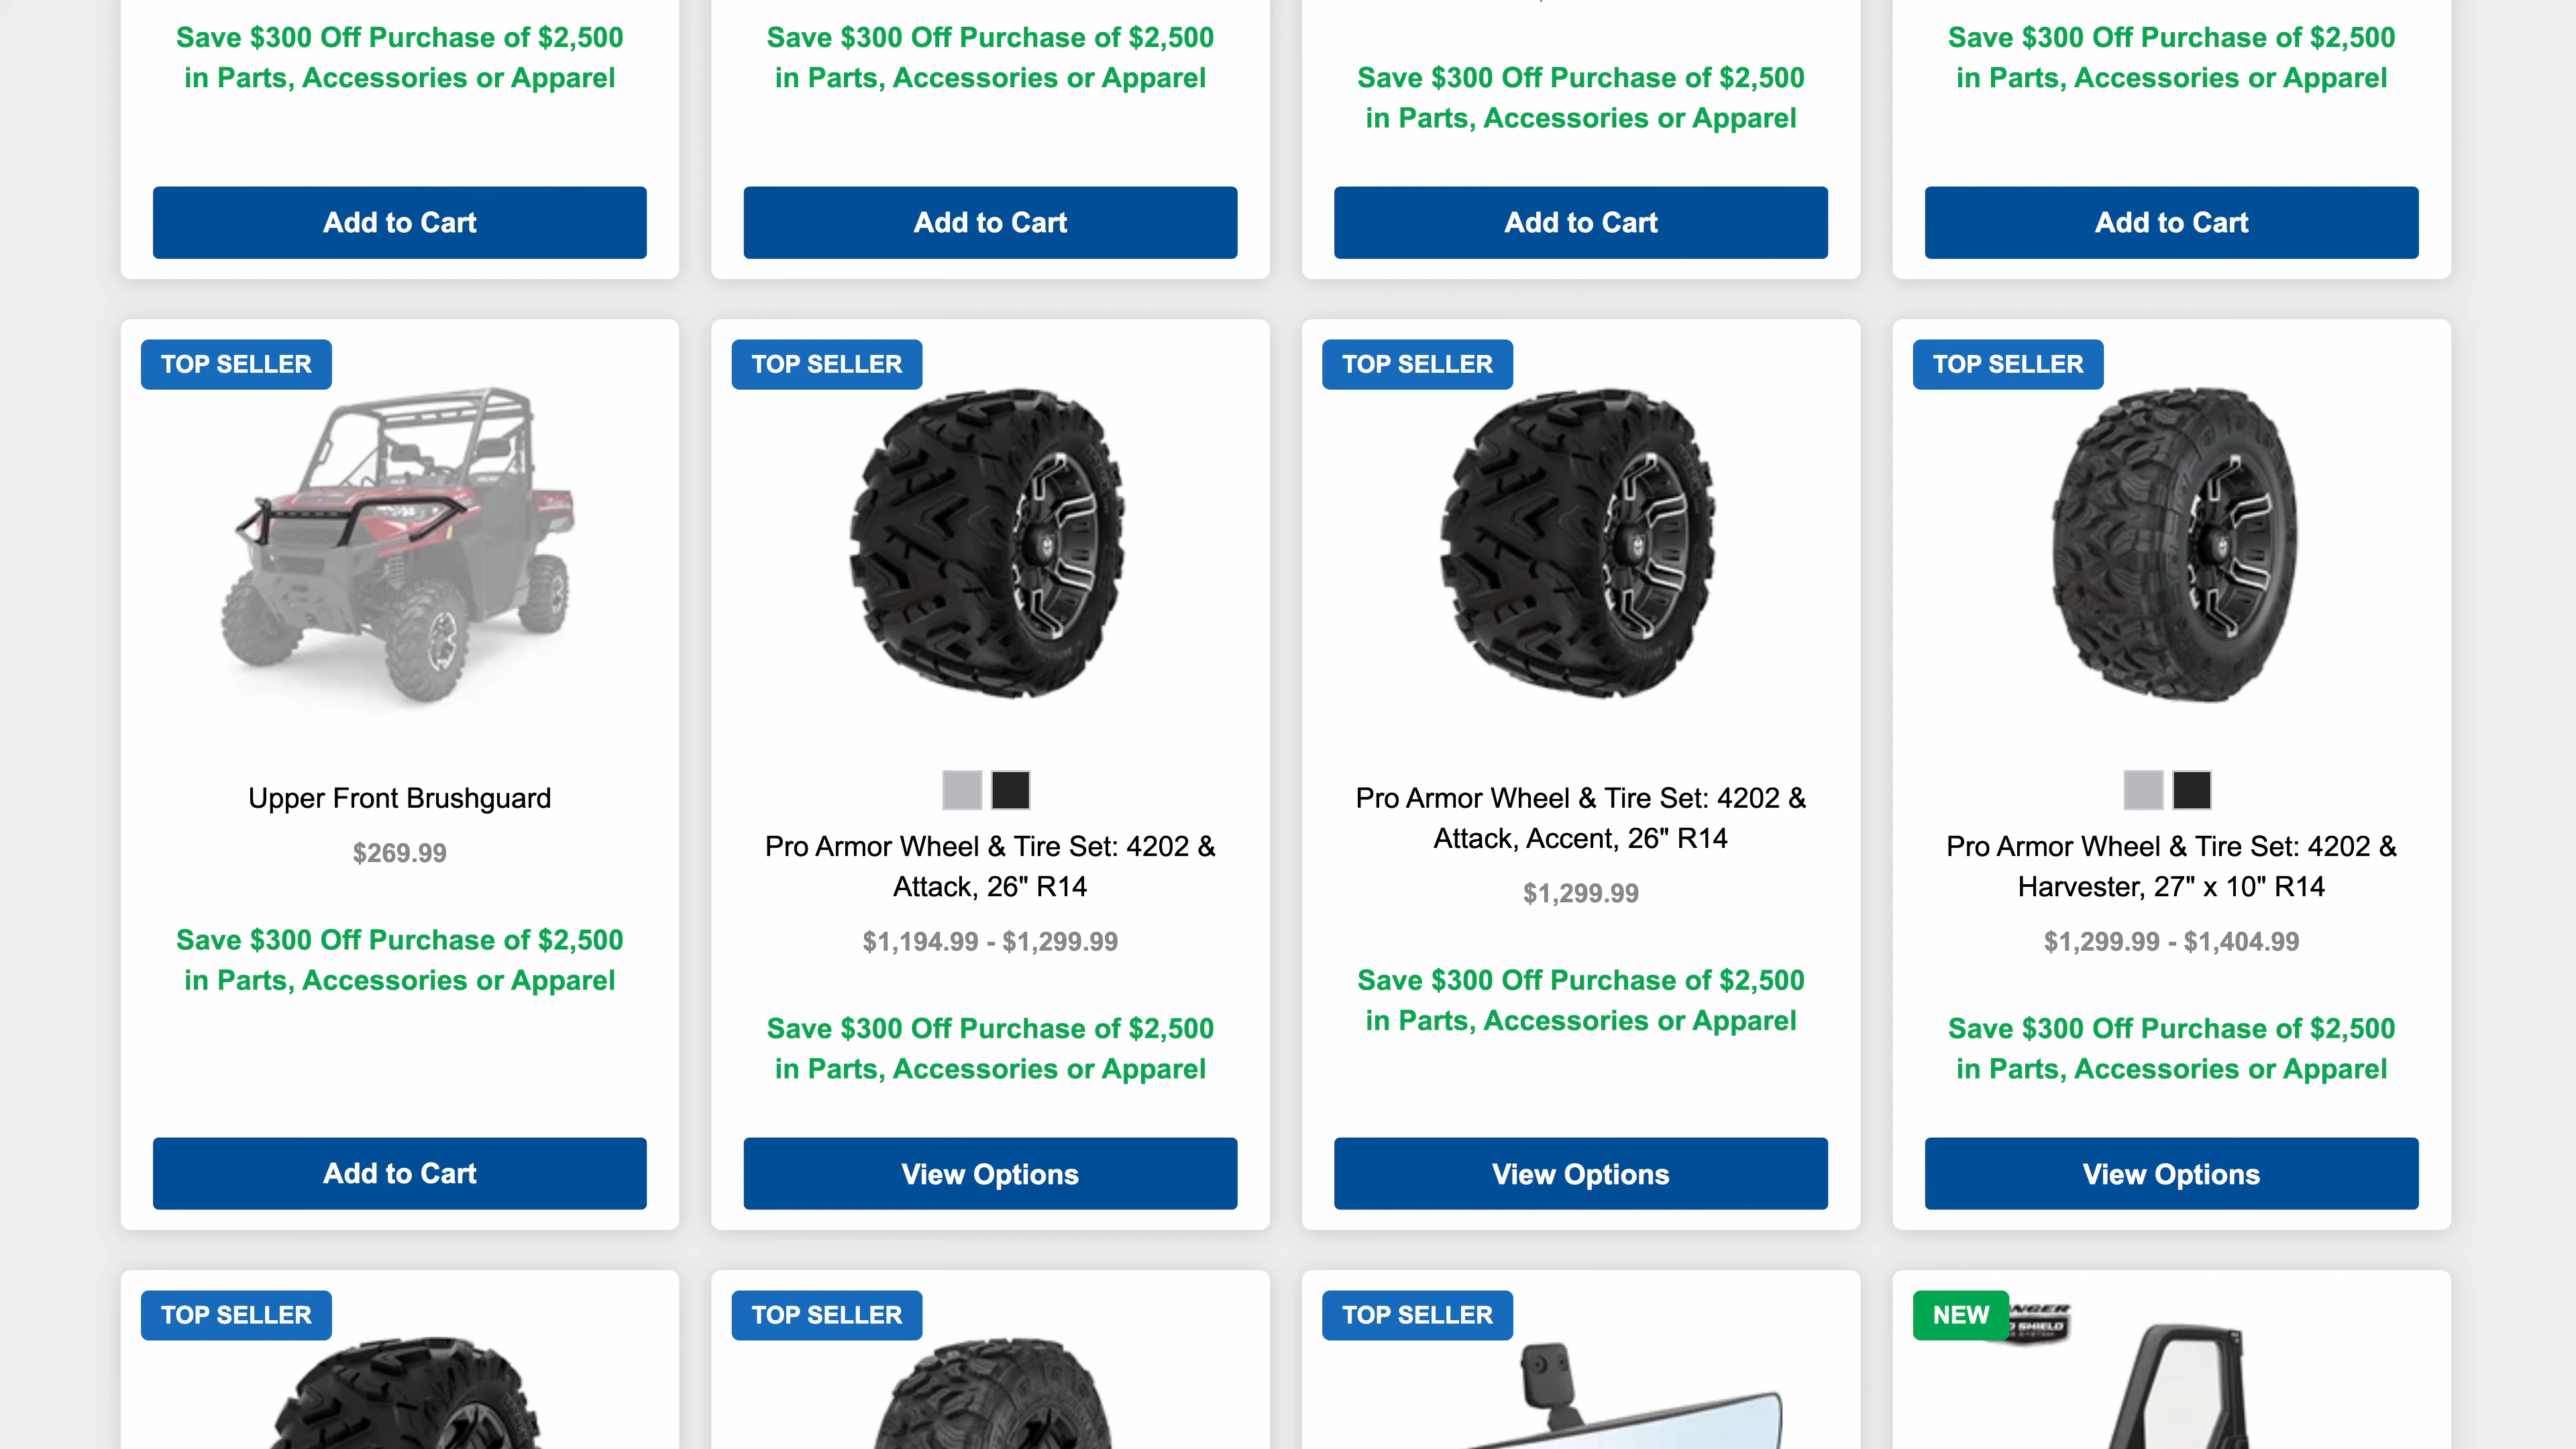 Save $300 Off Purchase of $2,500
in Parts, Accessories or Apparel
Add to Cart
Save $300 Off Purchase of $2,500
in Parts, Accessories or Apparel
Add to Cart
Save $300 Off Purchase of $2,500
in Parts, Accessories or Apparel
Add to Cart
Save $300 Off Purchase of $2,500
in Parts, Accessories or Apparel
Add to Cart
TOP SELLER
Upper Front Brushguard
$269.99
Save $300 Off Purchase of $2,500
in Parts, Accessories or Apparel
Add to Cart
TOP SELLER
Pro Armor Wheel & Tire Set: 4202 &
Attack, 26" R14
$1,194.99 - $1,299.99
Save $300 Off Purchase of $2,500
in Parts, Accessories or Apparel
View Options
TOP SELLER
Pro Armor Wheel & Tire Set: 4202 &
Attack, Accent, 26" R14
$1,299.99
Save $300 Off Purchase of $2,500
in Parts, Accessories or Apparel
View Options
TOP SELLER
Pro Armor Wheel & Tire Set: 4202 &
Harvester, 27" x 10" R14
$1,299.99 - $1,404.99
Save $300 Off Purchase of $2,500
in Parts, Accessories or Apparel
View Options
TOP SELLER
TOP SELLER
TOP SELLER
NEW
SHIELD